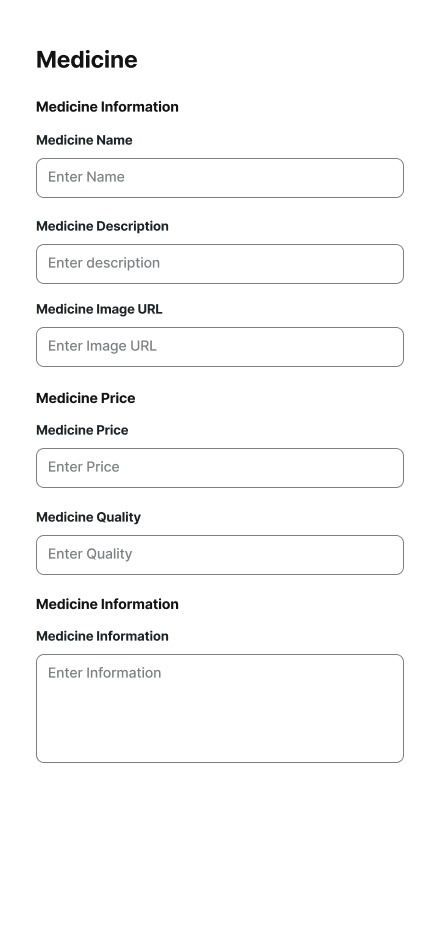 Medicine
Medicine Information
Medicine Name
Enter Name
Medicine Description
Enter description
Medicine Image URL
Enter Image URL
Medicine Price
Medicine Price
Enter Price
Medicine Quality
Enter Quality
Medicine Information
Medicine Information
Enter Information